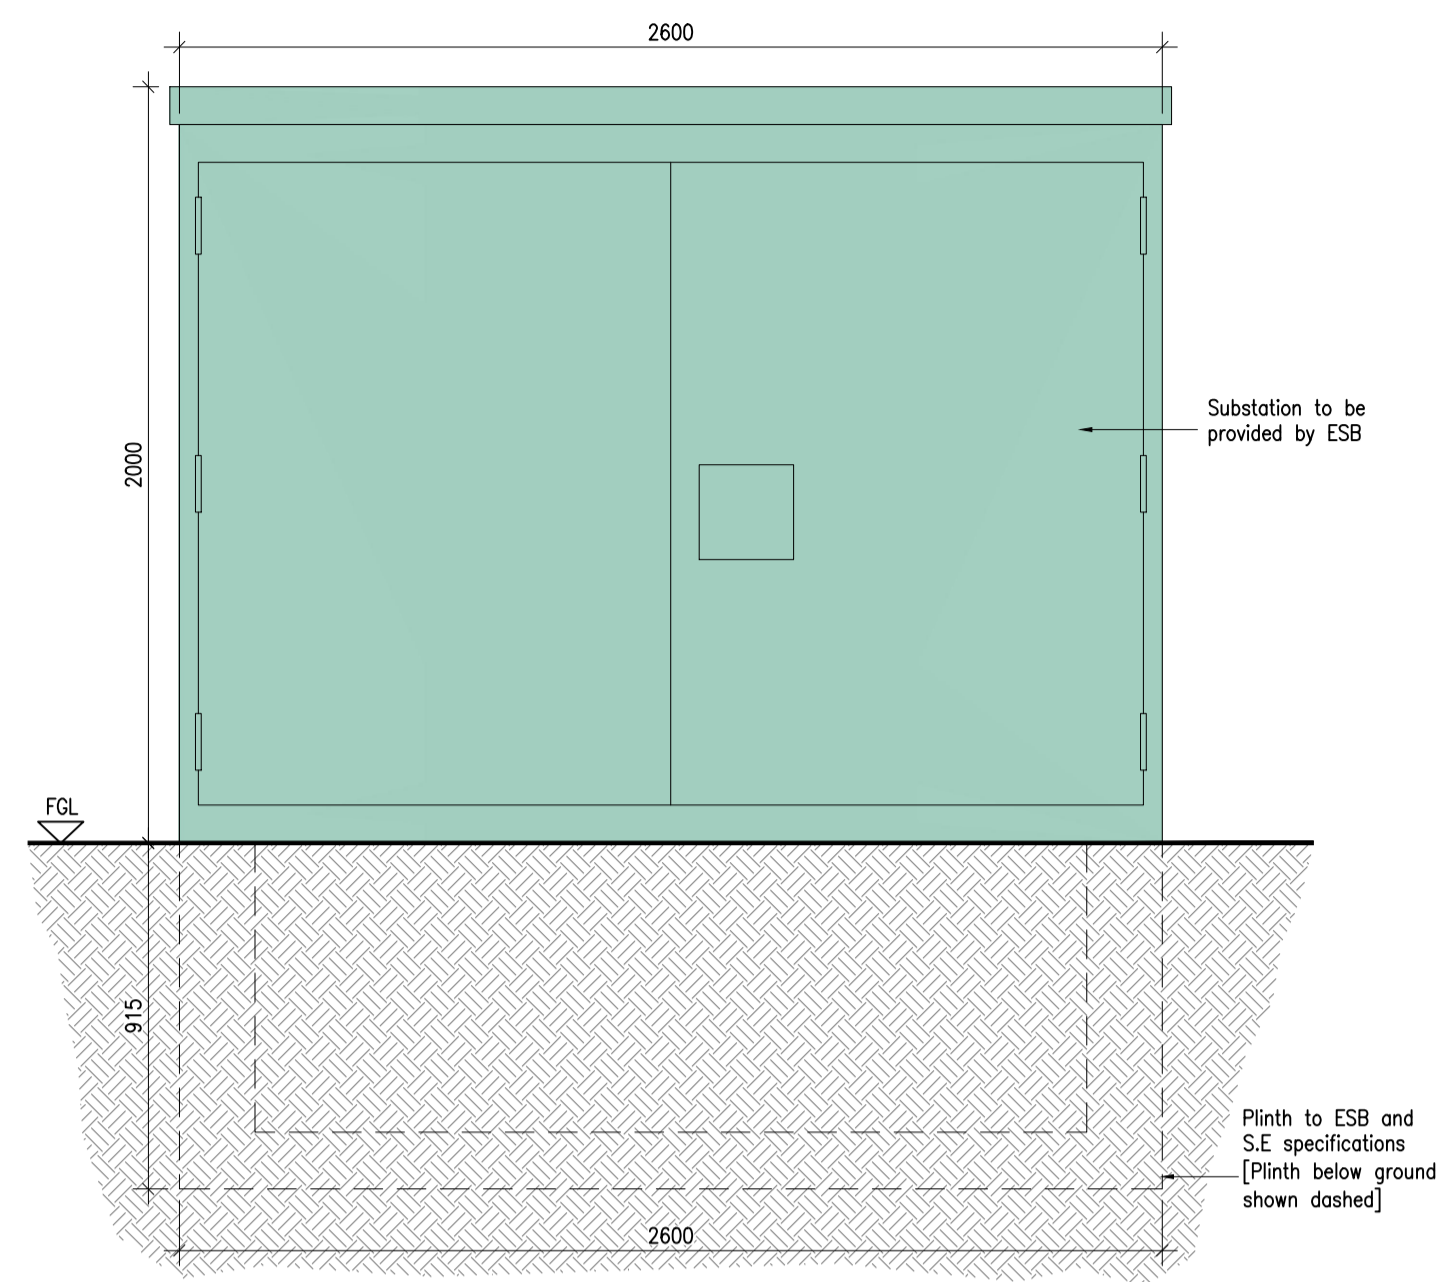 2600
2000
Substation to be
provided by ESB
FGL
915
Plinth to ESB and
S.E specifications
[Plinth below ground
shown dashed]
2600